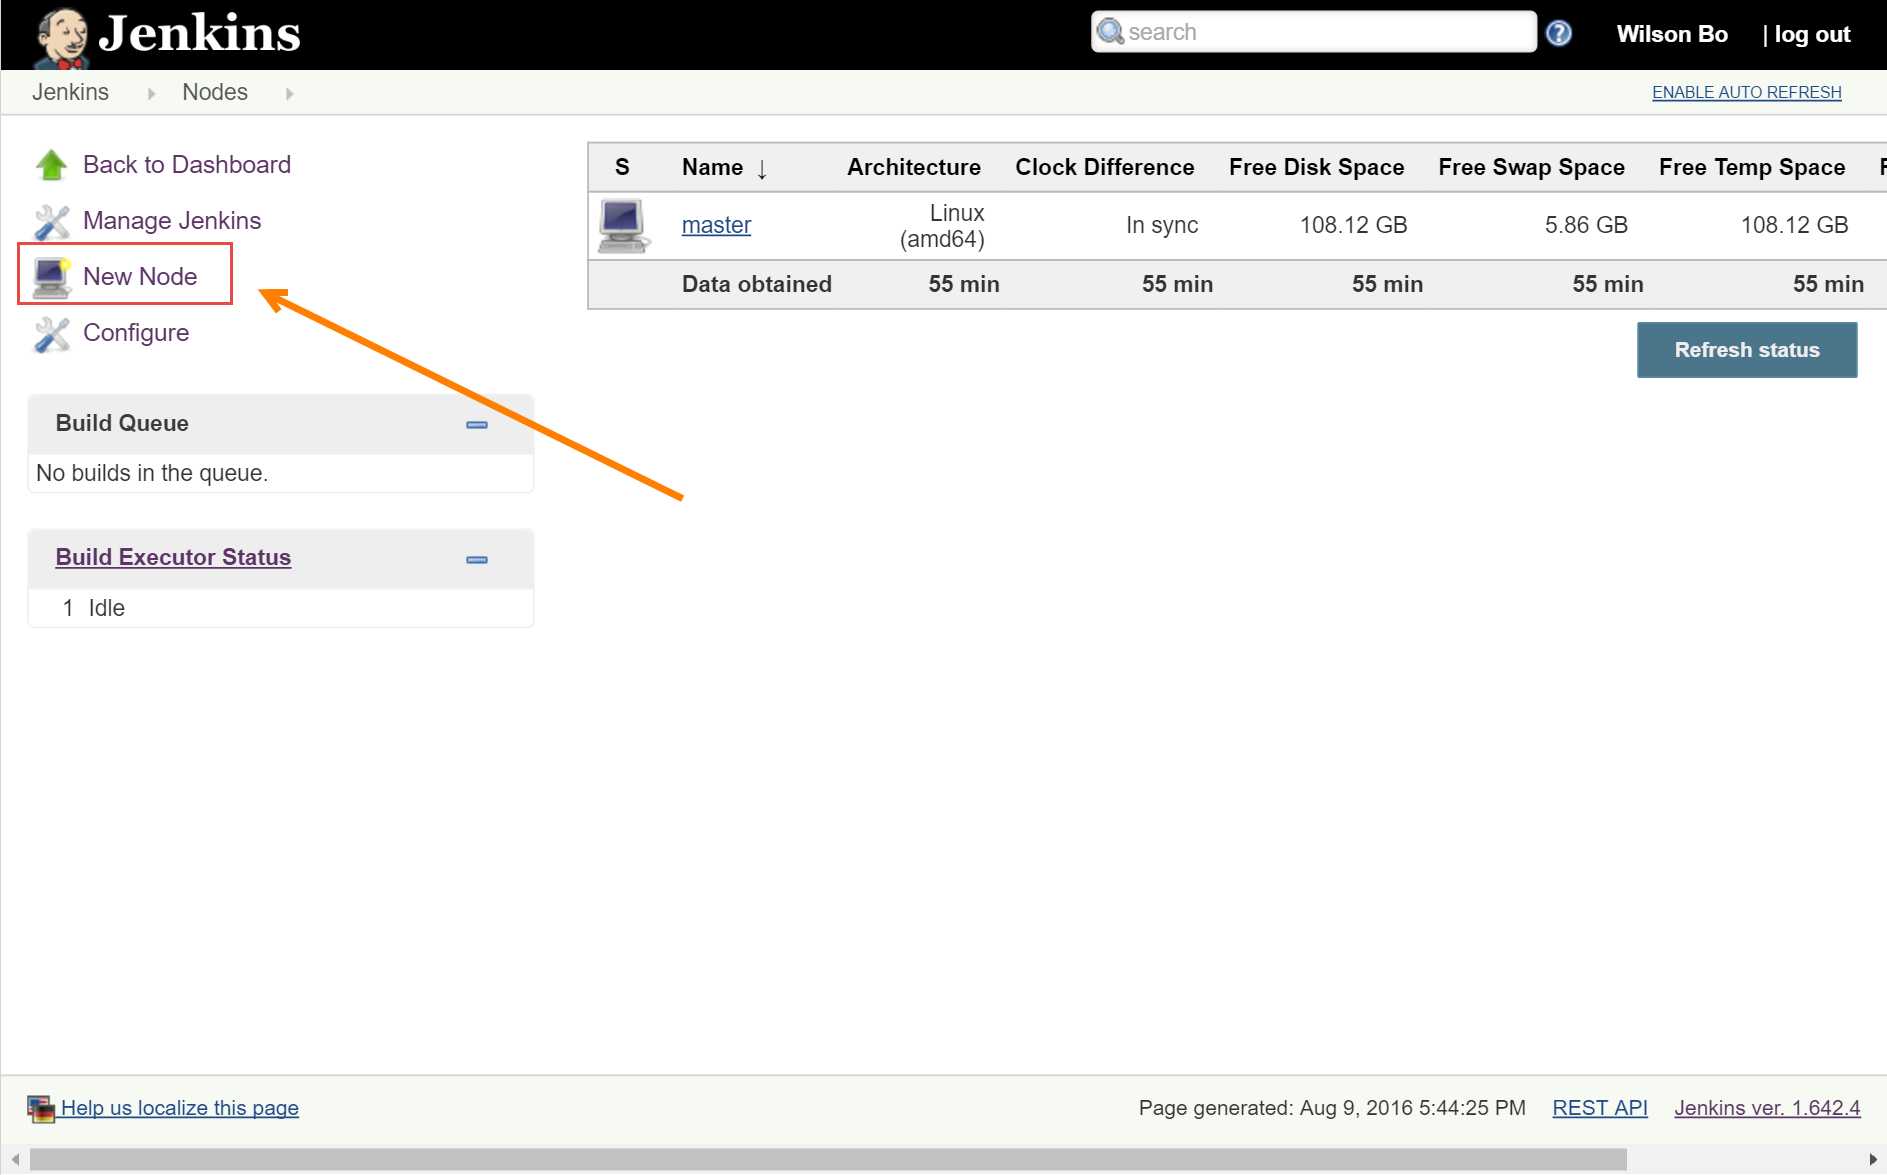 Jenkins
search
Wilson Bo | log out
Jenkins Nodes
ENABLE AUTO REFRESH
Back to Dashboard
Manage Jenkins
New Node
Configure
Build Queue
No builds in the queue.
Build Executor Status
1 Idle
S Name ↓ Architecture Clock Difference Free Disk Space Free Swap Space Free Temp Space
master Linux (amd64) In sync 108.12 GB 5.86 GB 108.12 GB
Data obtained 55 min 55 min 55 min 55 min 55 min
Refresh status
Help us localize this page
Page generated: Aug 9, 2016 5:44:25 PM REST API Jenkins ver. 1.642.4